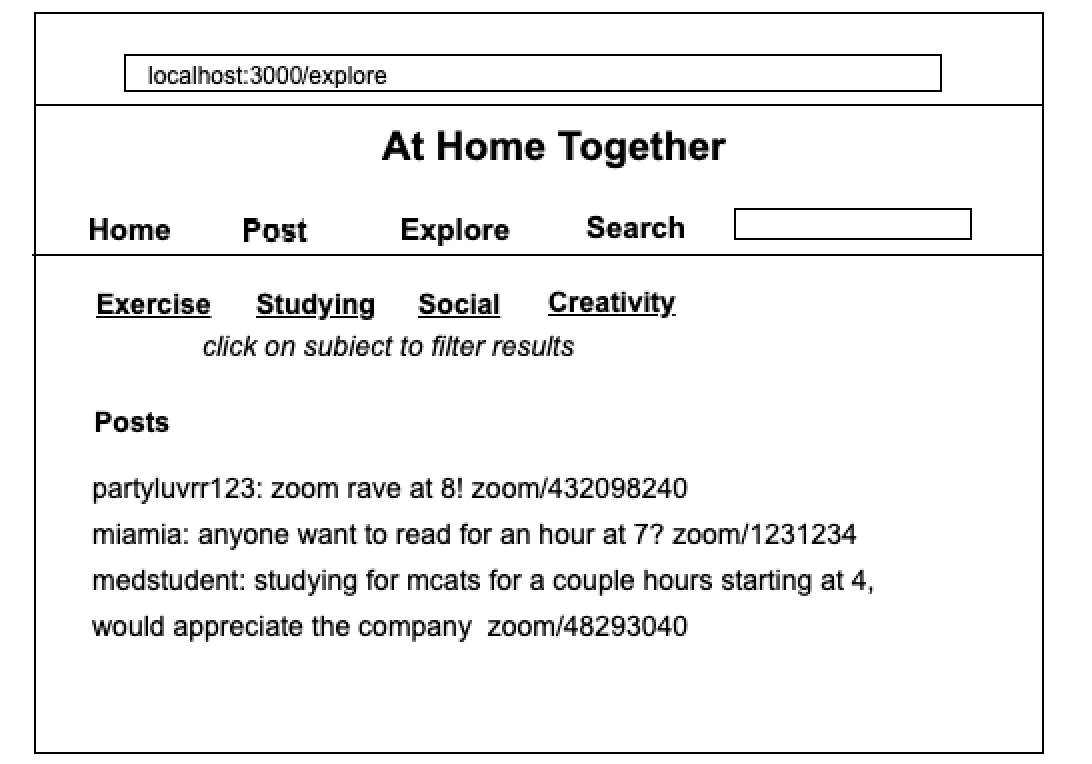 localhost:3000/explore
At Home Together
Home Post Explore Search
Exercise Studying Social Creativity
click on subject to filter results
Posts
partyluvrr123: zoom rave at 8! zoom/432098240
miamia: anyone want to read for an hour at 7? zoom/1231234
medstudent: studying for mcats for a couple hours starting at 4,
would appreciate the company zoom/48293040